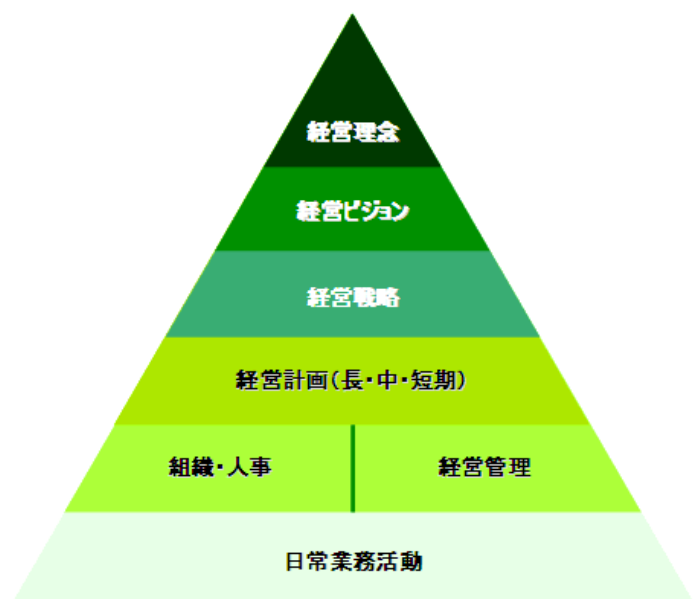 経営理念
経営ビジョン
経営戦略
経営計画(長・中・短期)
組織・人事
経営管理
日常業務活動